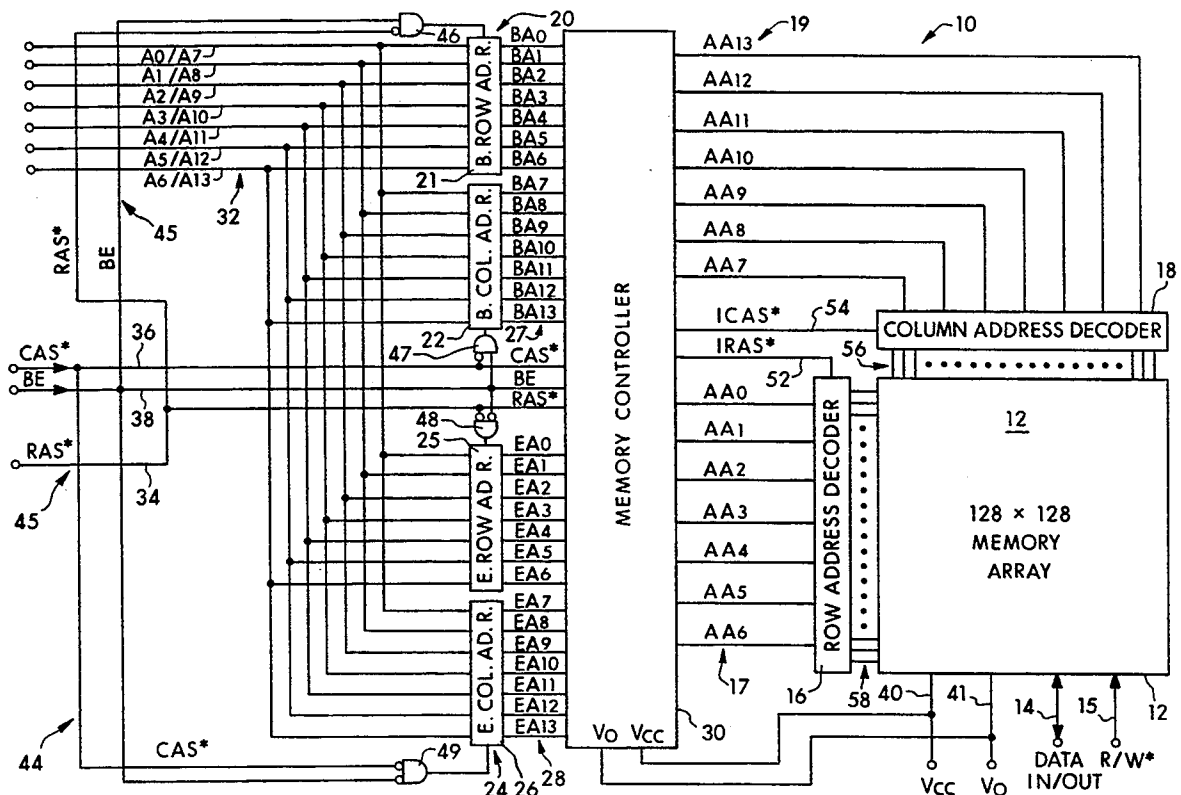 20
19
10
46
A0/A7
A1/A8
A2/A9
A3/A10
A4/A11
A5/A12
A6/A13
32
45
RAS*
BE
B. ROW AD. R.
21
BA0
BA1
BA2
BA3
BA4
BA5
BA6
B. COL. AD. R.
22
BA7
BA8
BA9
BA10
BA11
BA12
BA13
27
47
CAS*
BE
RAS*
CAS*
36
BE
38
RAS*
34
45
48
25
E. ROW AD R.
EA0
EA1
EA2
EA3
EA4
EA5
EA6
E. COL. AD. R.
EA7
EA8
EA9
EA10
EA11
EA12
EA13
44
CAS*
49
24
26
28
MEMORY CONTROLLER
VO
VCC
30
AA13
AA12
AA11
AA10
AA9
AA8
AA7
ICAS*
54
IRAS*
52
18
COLUMN ADDRESS DECODER
56
AA0
AA1
AA2
AA3
AA4
AA5
AA6
17
ROW ADDRESS DECODER
16
58
12
128 × 128
MEMORY
ARRAY
40
41
14
15
12
VCC
VO
DATA
IN/OUT
R/W*